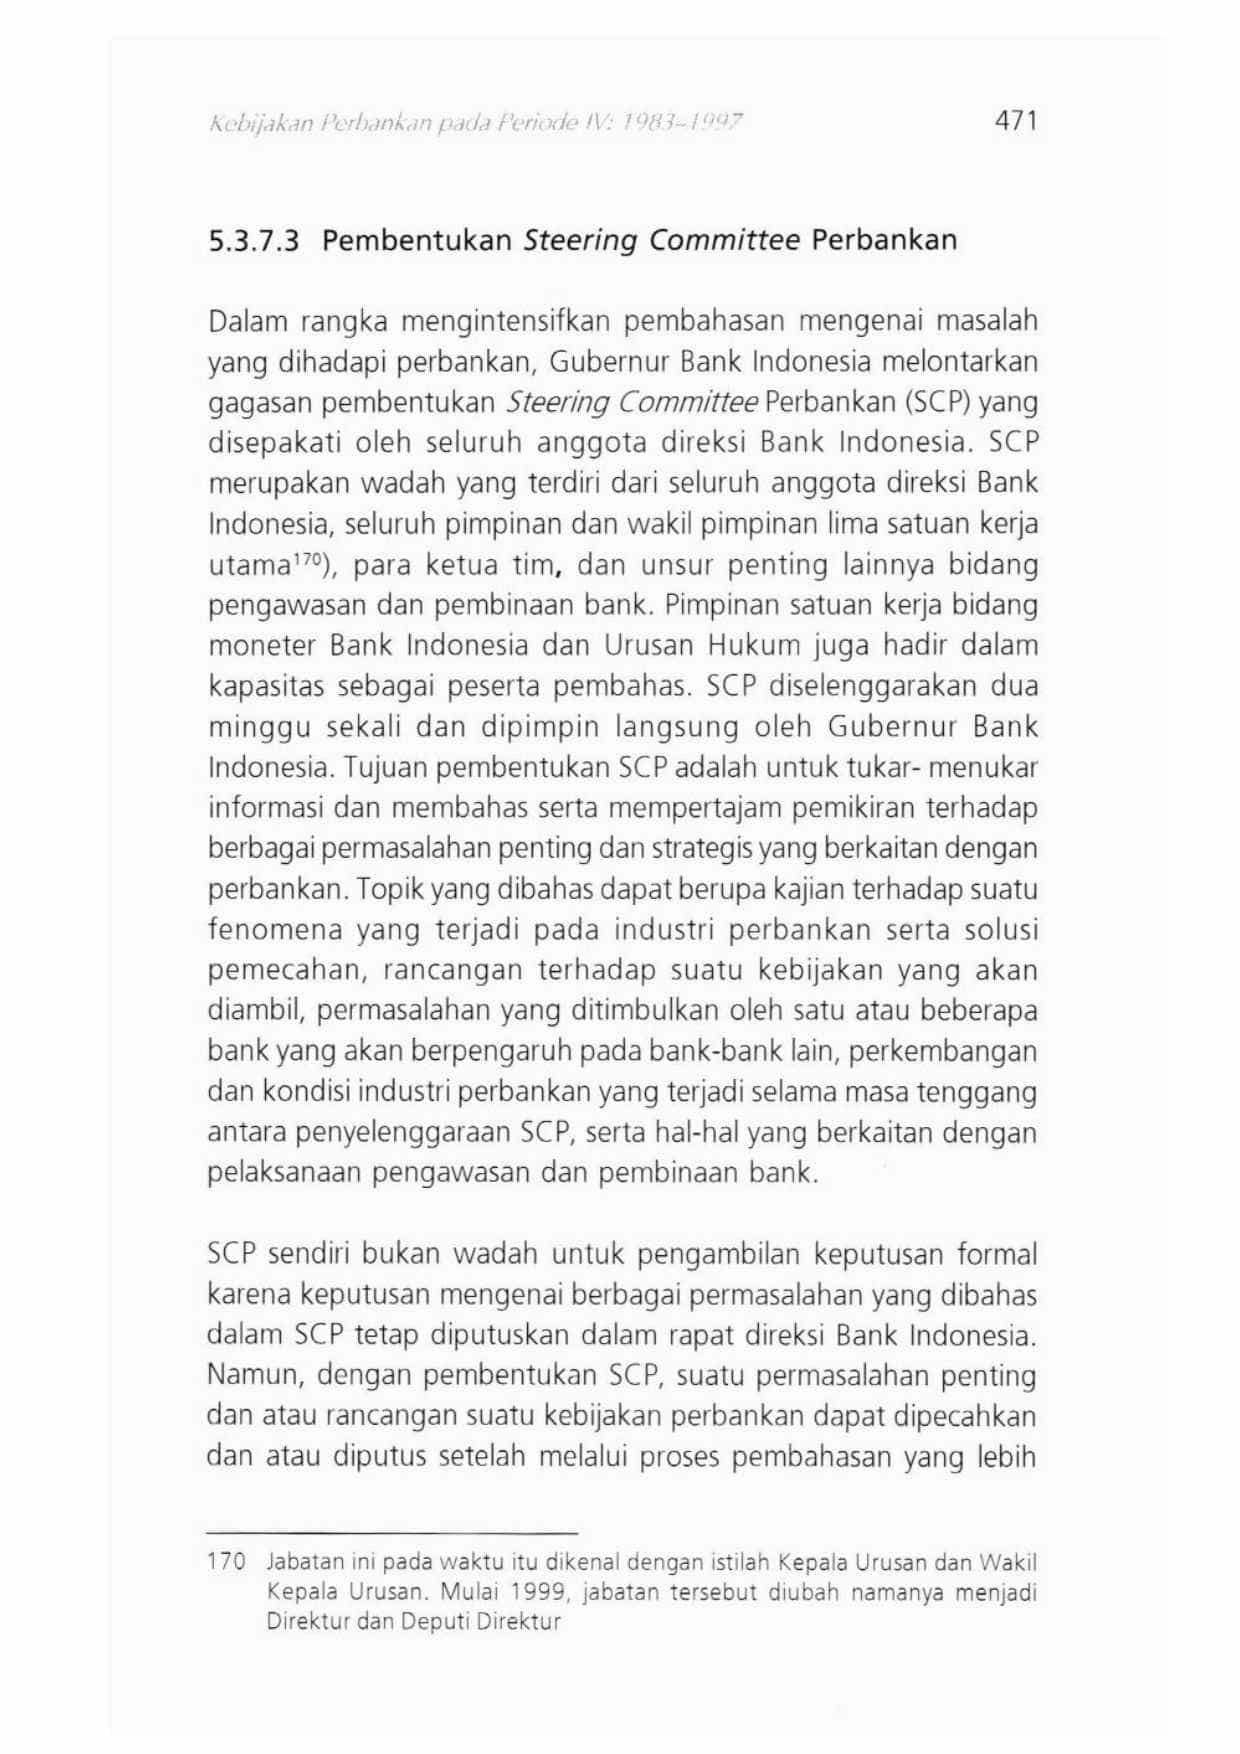 Kebijakan Perbankan pada Periode IV: 1983–1997 471
5.3.7.3 Pembentukan Steering Committee Perbankan
Dalam rangka mengintensifkan pembahasan mengenai masalah
yang dihadapi perbankan, Gubernur Bank Indonesia melontarkan
gagasan pembentukan Steering Committee Perbankan (SCP) yang
disepakati oleh seluruh anggota direksi Bank Indonesia. SCP
merupakan wadah yang terdiri dari seluruh anggota direksi Bank
Indonesia, seluruh pimpinan dan wakil pimpinan lima satuan kerja
utama¹⁷⁰), para ketua tim, dan unsur penting lainnya bidang
pengawasan dan pembinaan bank. Pimpinan satuan kerja bidang
moneter Bank Indonesia dan Urusan Hukum juga hadir dalam
kapasitas sebagai peserta pembahas. SCP diselenggarakan dua
minggu sekali dan dipimpin langsung oleh Gubernur Bank
Indonesia. Tujuan pembentukan SCP adalah untuk tukar- menukar
informasi dan membahas serta mempertajam pemikiran terhadap
berbagai permasalahan penting dan strategis yang berkaitan dengan
perbankan. Topik yang dibahas dapat berupa kajian terhadap suatu
fenomena yang terjadi pada industri perbankan serta solusi
pemecahan, rancangan terhadap suatu kebijakan yang akan
diambil, permasalahan yang ditimbulkan oleh satu atau beberapa
bank yang akan berpengaruh pada bank-bank lain, perkembangan
dan kondisi industri perbankan yang terjadi selama masa tenggang
antara penyelenggaraan SCP, serta hal-hal yang berkaitan dengan
pelaksanaan pengawasan dan pembinaan bank.
SCP sendiri bukan wadah untuk pengambilan keputusan formal
karena keputusan mengenai berbagai permasalahan yang dibahas
dalam SCP tetap diputuskan dalam rapat direksi Bank Indonesia.
Namun, dengan pembentukan SCP, suatu permasalahan penting
dan atau rancangan suatu kebijakan perbankan dapat dipecahkan
dan atau diputus setelah melalui proses pembahasan yang lebih
170 Jabatan ini pada waktu itu dikenal dengan istilah Kepala Urusan dan Wakil
Kepala Urusan. Mulai 1999, jabatan tersebut diubah namanya menjadi
Direktur dan Deputi Direktur